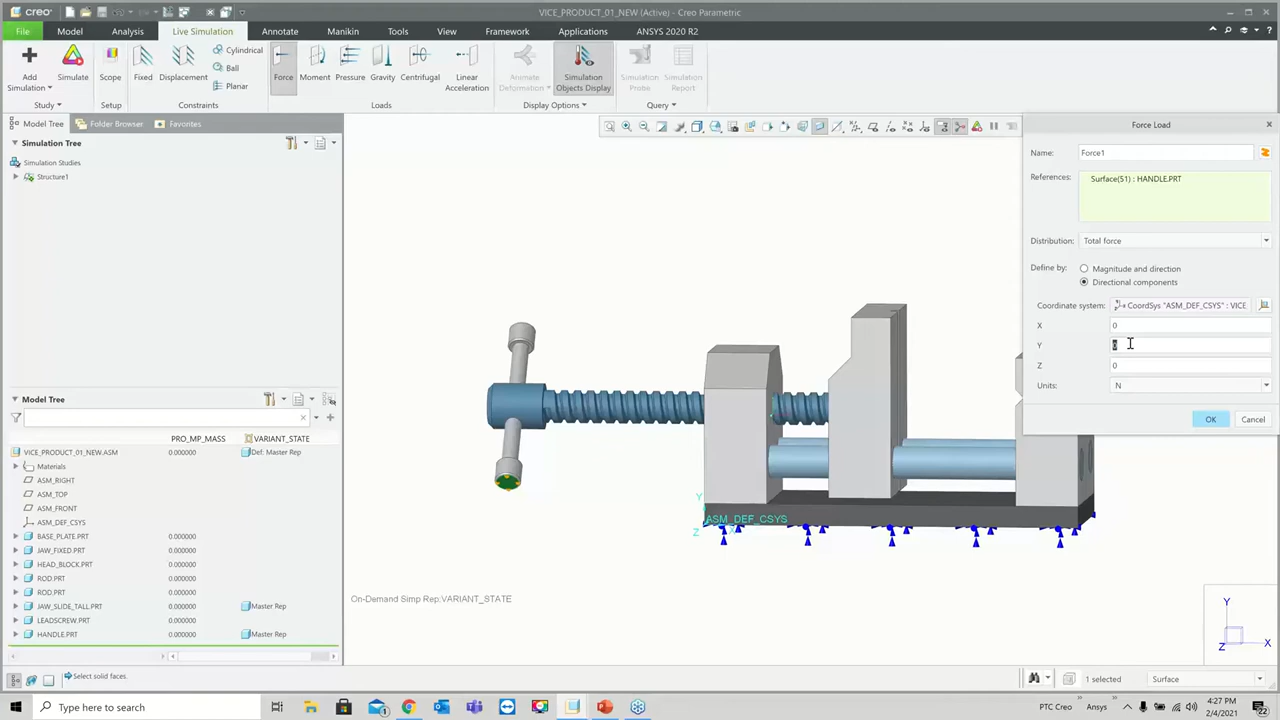 creo
VICE_PRODUCT_01_NEW (Active) - Creo Parametric
File
Model
Analysis
Live Simulation
Annotate
Manikin
Tools
View
Framework
Applications
ANSYS 2020 R2
Add Simulation
Simulate
Scope
Fixed
Displacement
Cylindrical
Ball
Planar
Force
Moment
Pressure
Gravity
Centrifugal
Linear Acceleration
Animate Deformation
Simulation Objects Display
Simulation Probe
Simulation Report
Study
Setup
Constraints
Loads
Display Options
Query
Model Tree
Folder Browser
Favorites
Simulation Tree
Simulation Studies
Structure1
Model Tree
PRO_MP_MASS
VARIANT_STATE
VICE_PRODUCT_01_NEW.ASM 0.000000 Def: Master Rep
Materials
ASM_RIGHT
ASM_TOP
ASM_FRONT
ASM_DEF_CSYS
BASE_PLATE.PRT 0.000000
JAW_FIXED.PRT 0.000000
HEAD_BLOCK.PRT 0.000000
ROD.PRT 0.000000
ROD.PRT 0.000000
JAW_SLIDE_TALL.PRT 0.000000 Master Rep
LEADSCREW.PRT 0.000000
HANDLE.PRT 0.000000 Master Rep
Y
ASM_DEF_CSYS
Z
X
On-Demand Simp Rep:VARIANT_STATE
Y
Z
X
Force Load
Name: Force1
References: Surface(51) : HANDLE.PRT
Distribution: Total force
Define by: Magnitude and direction
Directional components
Coordinate system: CoordSys "ASM_DEF_CSYS" : VICE
X 0
Y 0
Z 0
Units: N
OK
Cancel
Select solid faces.
1 selected
Surface
Type here to search
PTC Creo
Ansys
4:27 PM
2/4/2021
22